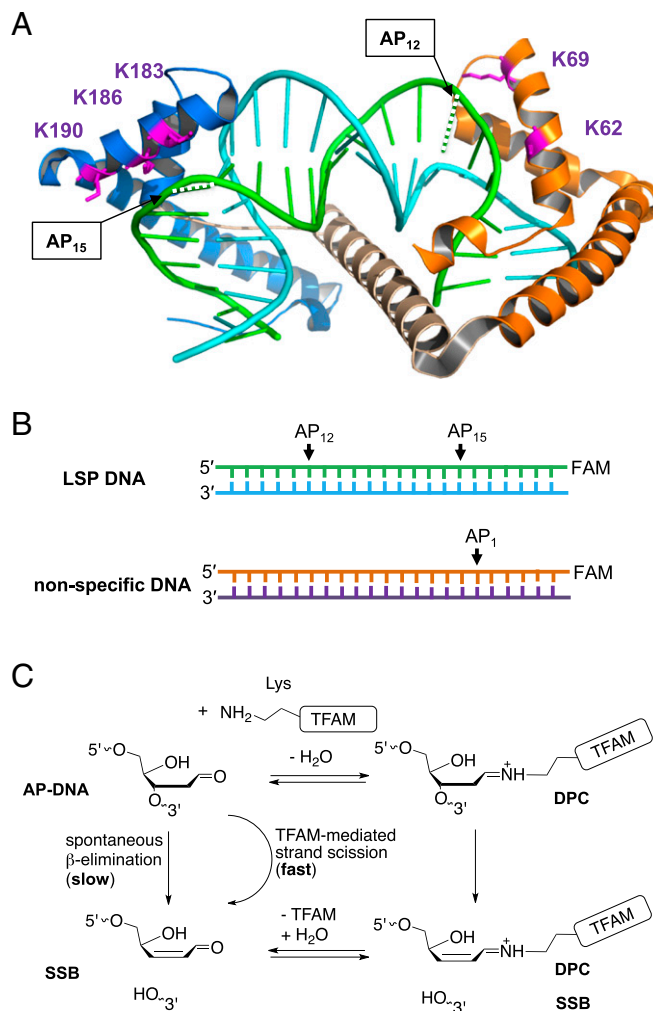 A
AP12
K183
K69
K186
K190
K62
AP15
B
AP12 AP15
5′ FAM
LSP DNA
3′
AP1
5′ FAM
non-specific DNA
3′
C
Lys
+ NH2 TFAM
5′ O OH O - H2O 5′ O OH NH + TFAM
AP-DNA O 3′ O 3′ DPC
spontaneous
β-elimination
(slow)
TFAM-mediated
strand scission
(fast)
5′ O OH O - TFAM 5′ O OH NH + TFAM
+ H2O
SSB DPC
HO 3′ HO 3′ SSB